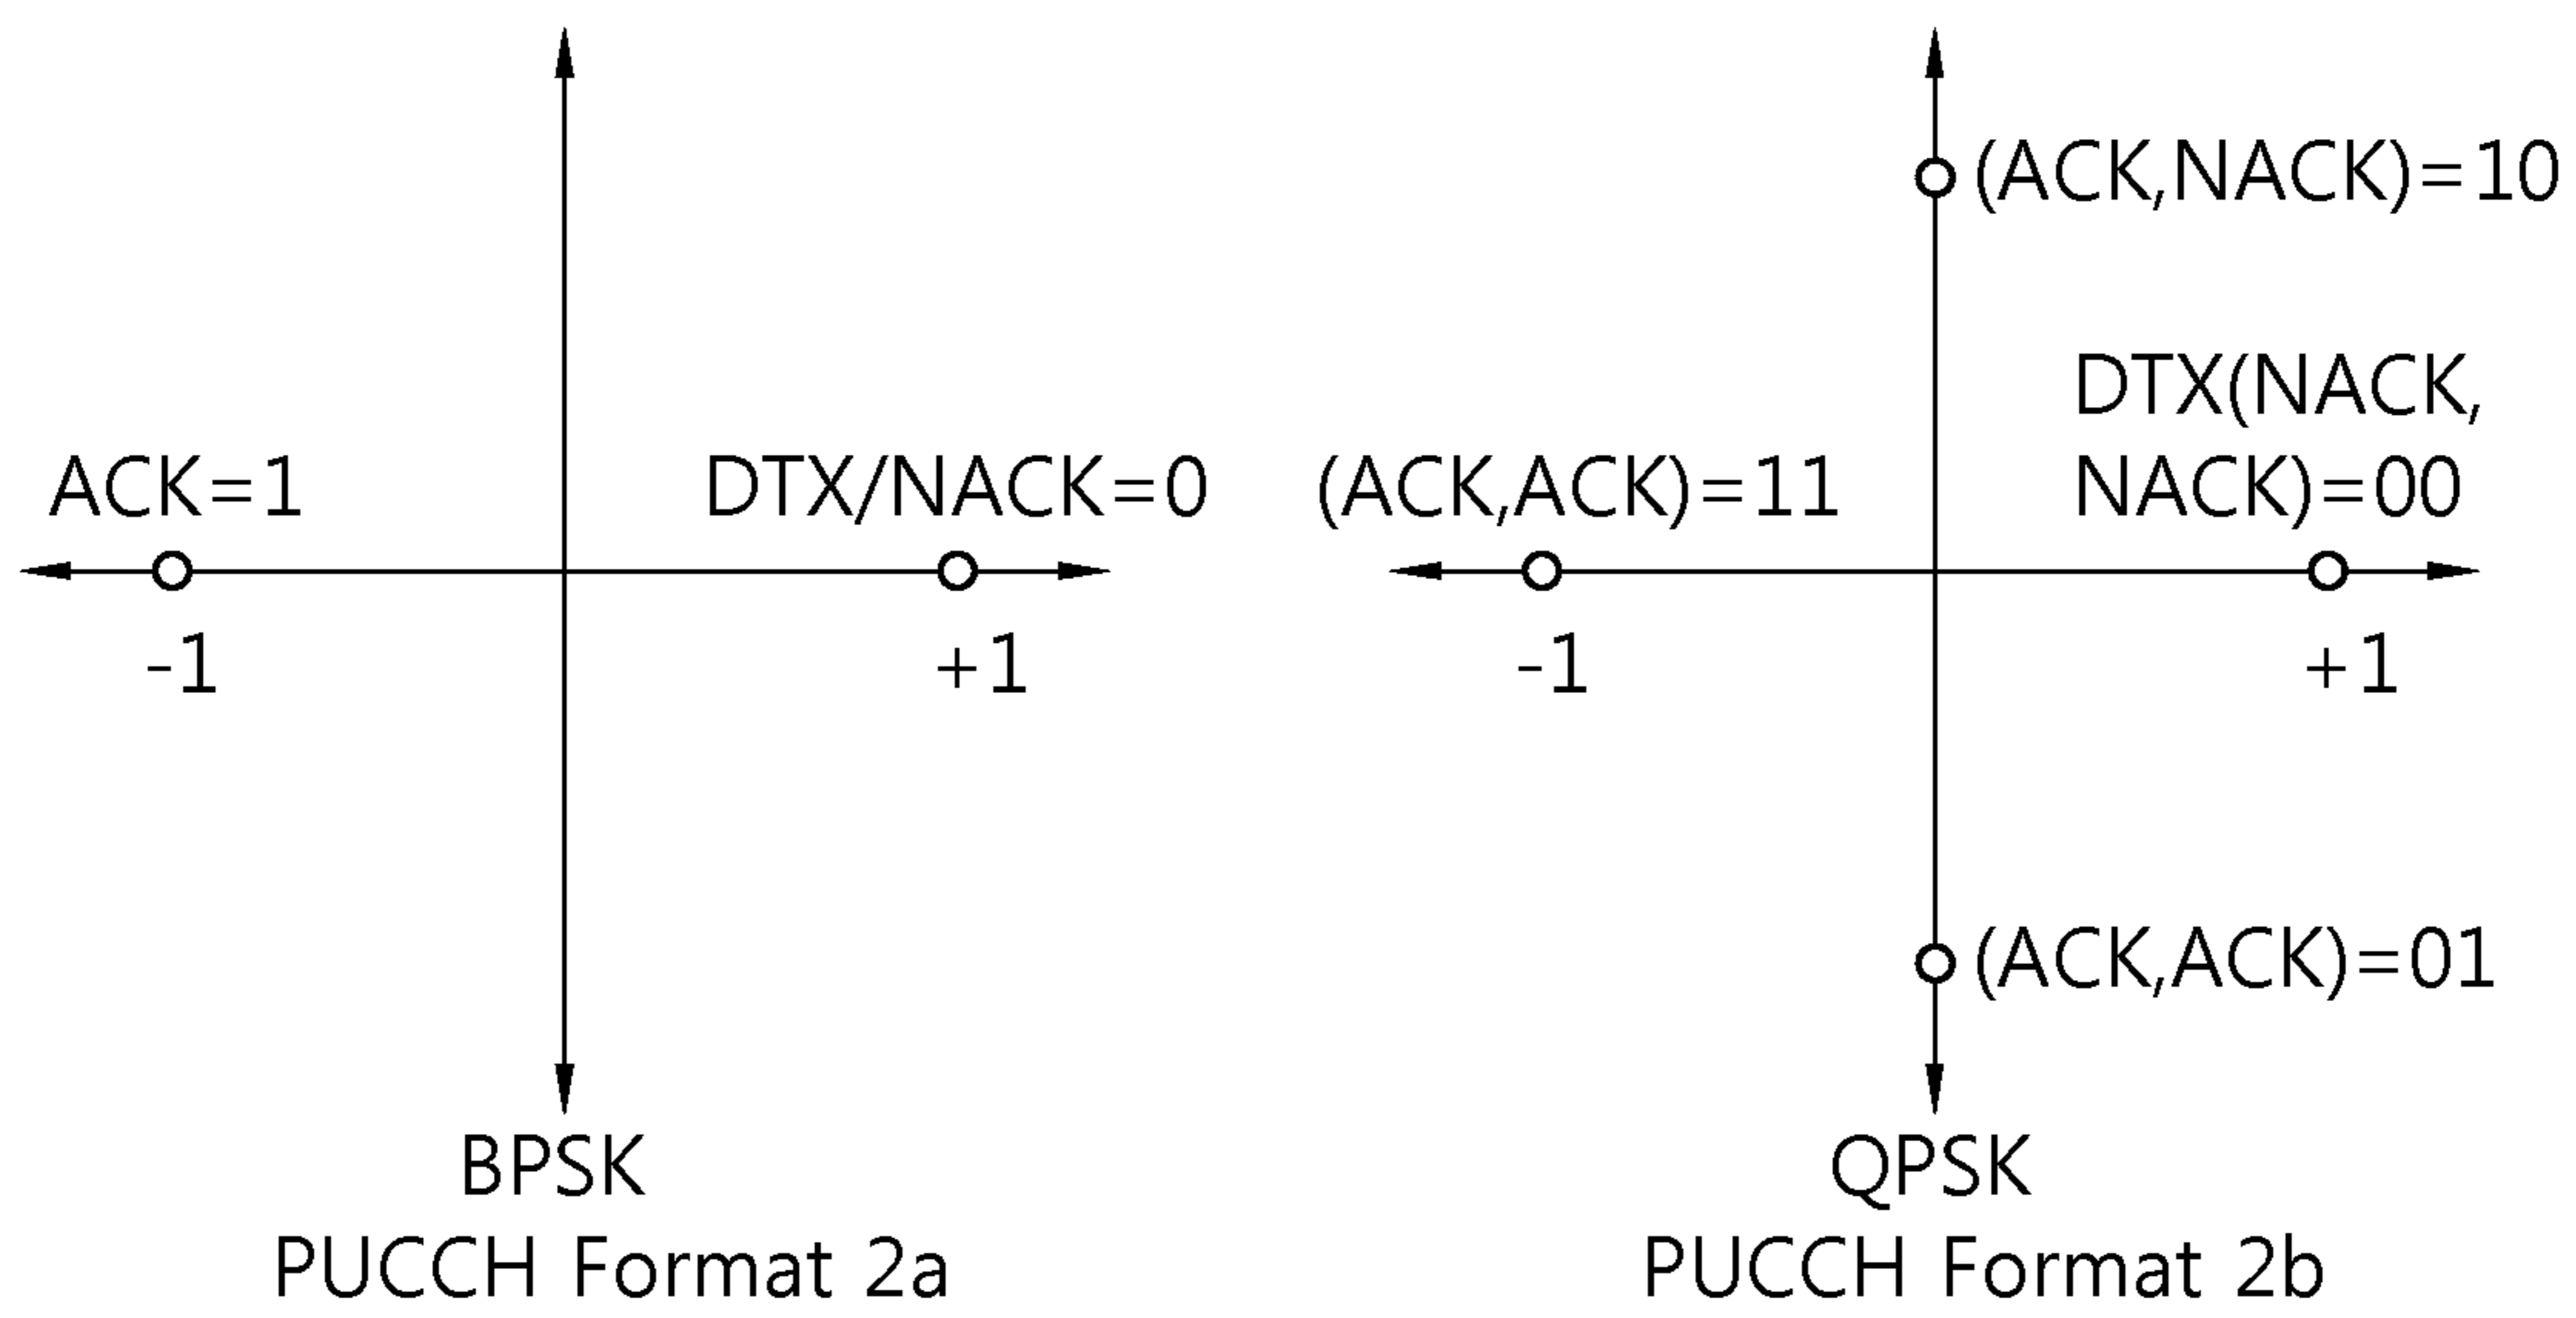 ACK=1
DTX/NACK=0
-1
+1
BPSK
PUCCH Format 2a
(ACK,NACK)=10
DTX(NACK,
NACK)=00
(ACK,ACK)=11
-1
+1
(ACK,ACK)=01
QPSK
PUCCH Format 2b